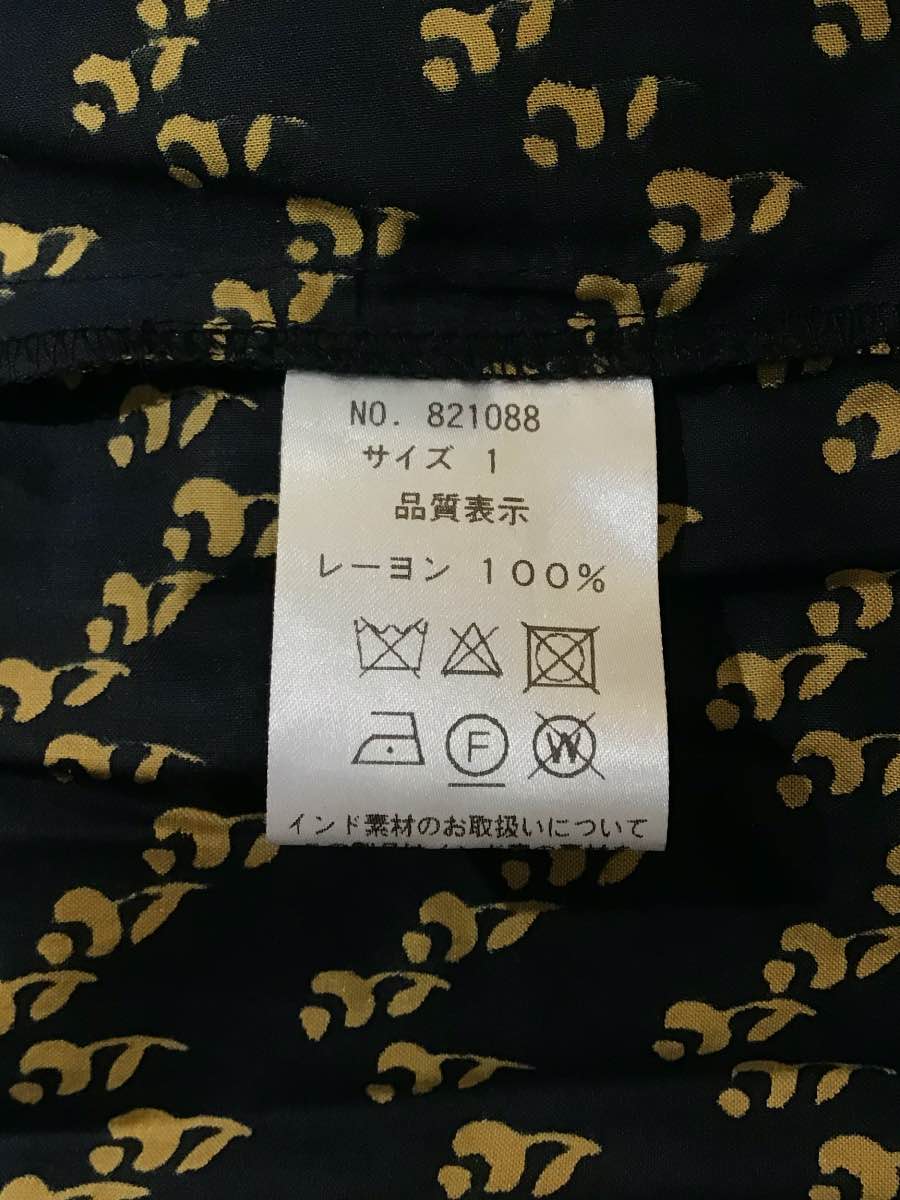 NO. 821088
サイズ 1
品質表示
レーヨン 100%
F
W
インド素材のお取扱いについて